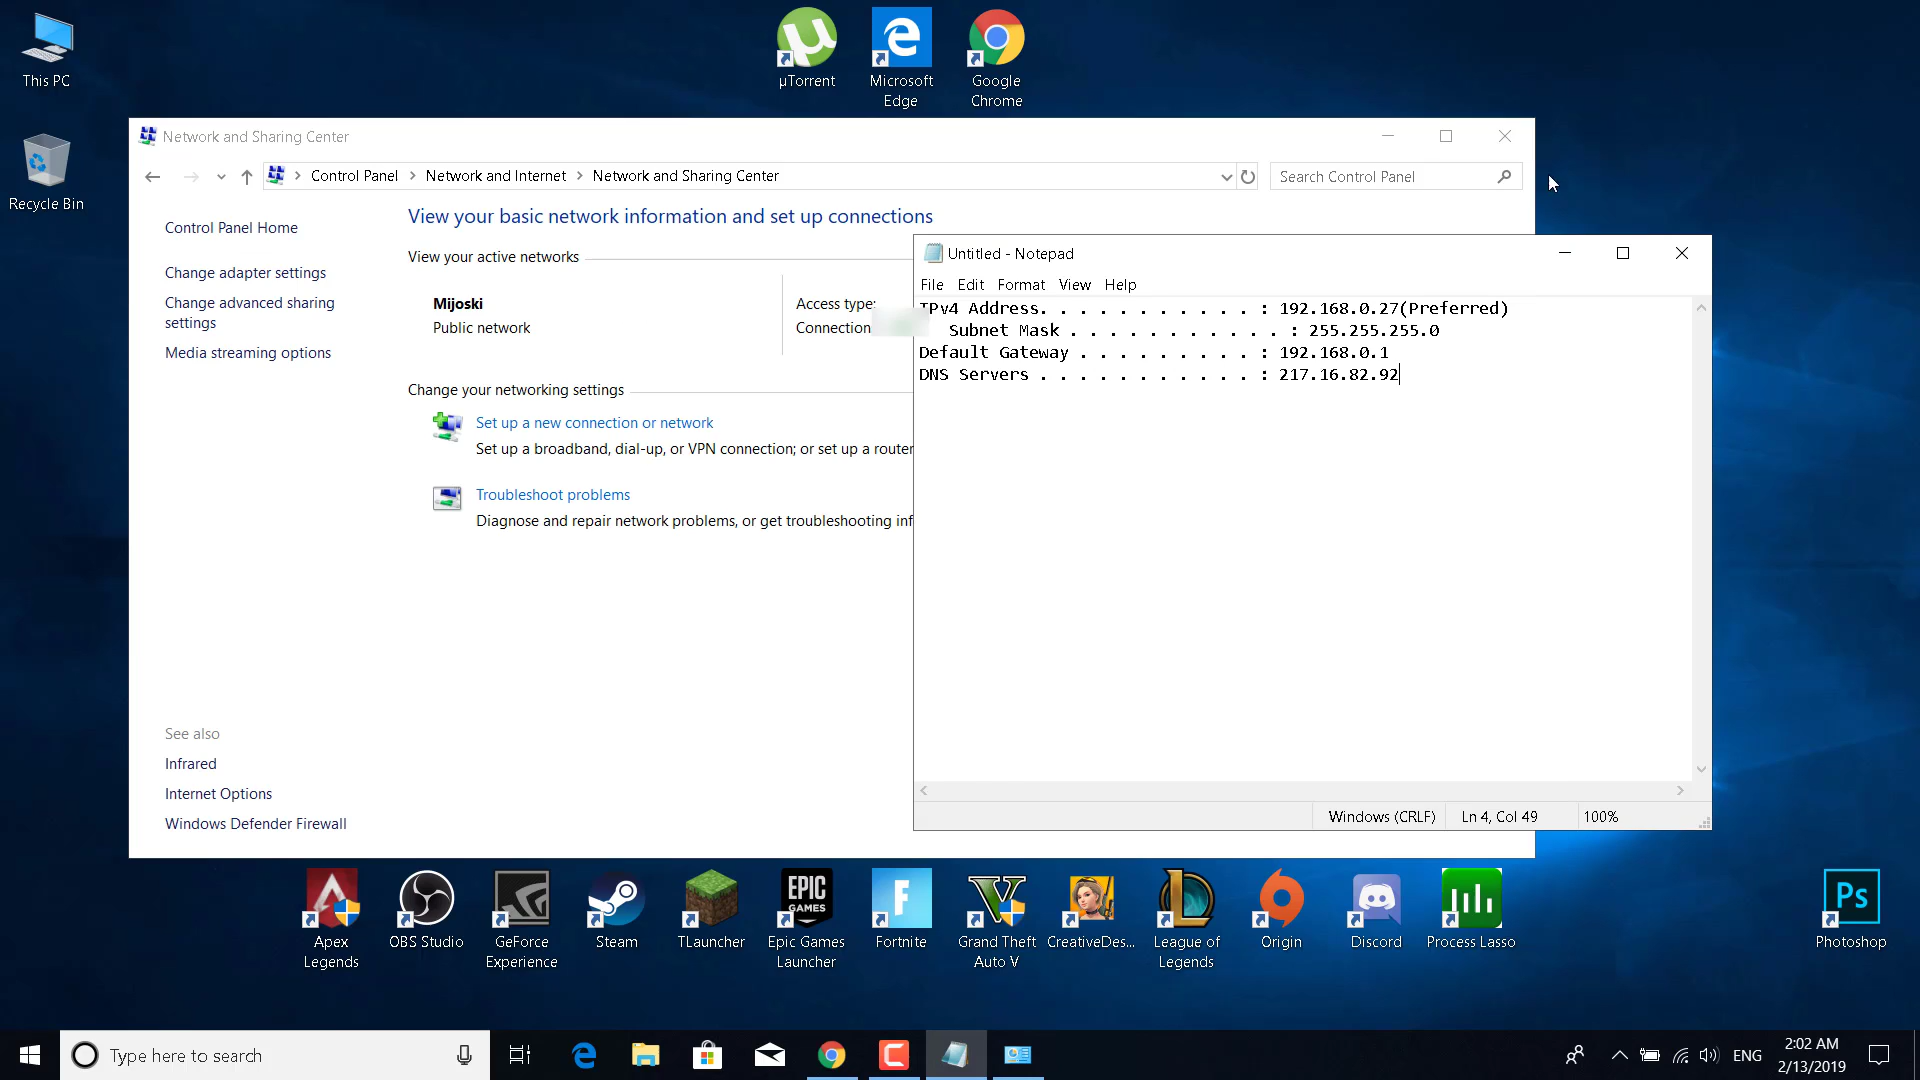 This PC
µTorrent
Microsoft
Edge
Google
Chrome
Recycle Bin
Network and Sharing Center
Control Panel
Network and Internet
Network and Sharing Center
Search Control Panel
Control Panel Home
Change adapter settings
Change advanced sharing
settings
Media streaming options
See also
Infrared
Internet Options
Windows Defender Firewall
View your basic network information and set up connections
View your active networks
Mijoski
Public network
Access type:
Connection
Change your networking settings
Set up a new connection or network
Set up a broadband, dial-up, or VPN connection; or set up a router
Troubleshoot problems
Diagnose and repair network problems, or get troubleshooting inf
Untitled - Notepad
File Edit Format View Help
IPv4 Address. . . . . . . . . . . : 192.168.0.27(Preferred)
Subnet Mask . . . . . . . . . . . : 255.255.255.0
Default Gateway . . . . . . . . . : 192.168.0.1
DNS Servers . . . . . . . . . . . : 217.16.82.92
Windows (CRLF)
Ln 4, Col 49
100%
EPIC
GAMES
Ps
Apex
Legends
OBS Studio
GeForce
Experience
Steam
TLauncher
Epic Games
Launcher
Fortnite
Grand Theft
Auto V
CreativeDes...
League of
Legends
Origin
Discord
Process Lasso
Photoshop
Type here to search
ENG
2:02 AM
2/13/2019